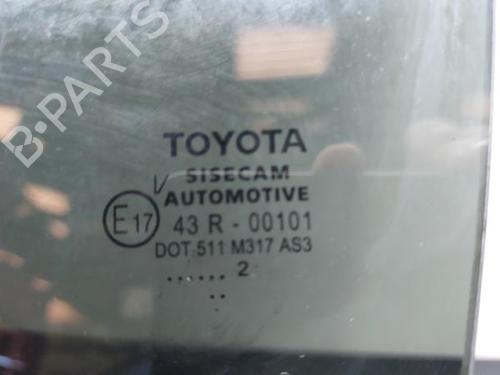 B-PARTS
TOYOTA
SISECAM
AUTOMOTIVE
E17 43 R - 00101
DOT 511 M317 AS3
...... 2
..